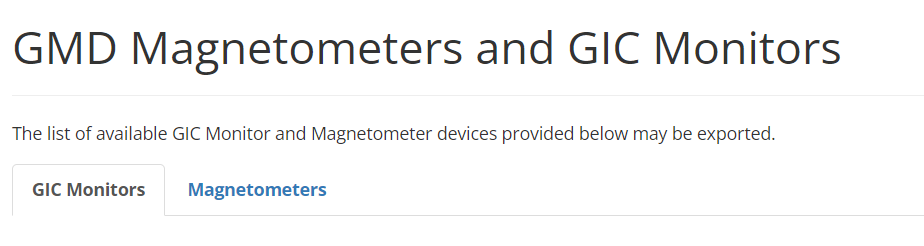 GMD Magnetometers and GIC Monitors
The list of available GIC Monitor and Magnetometer devices provided below may be exported.
GIC Monitors Magnetometers